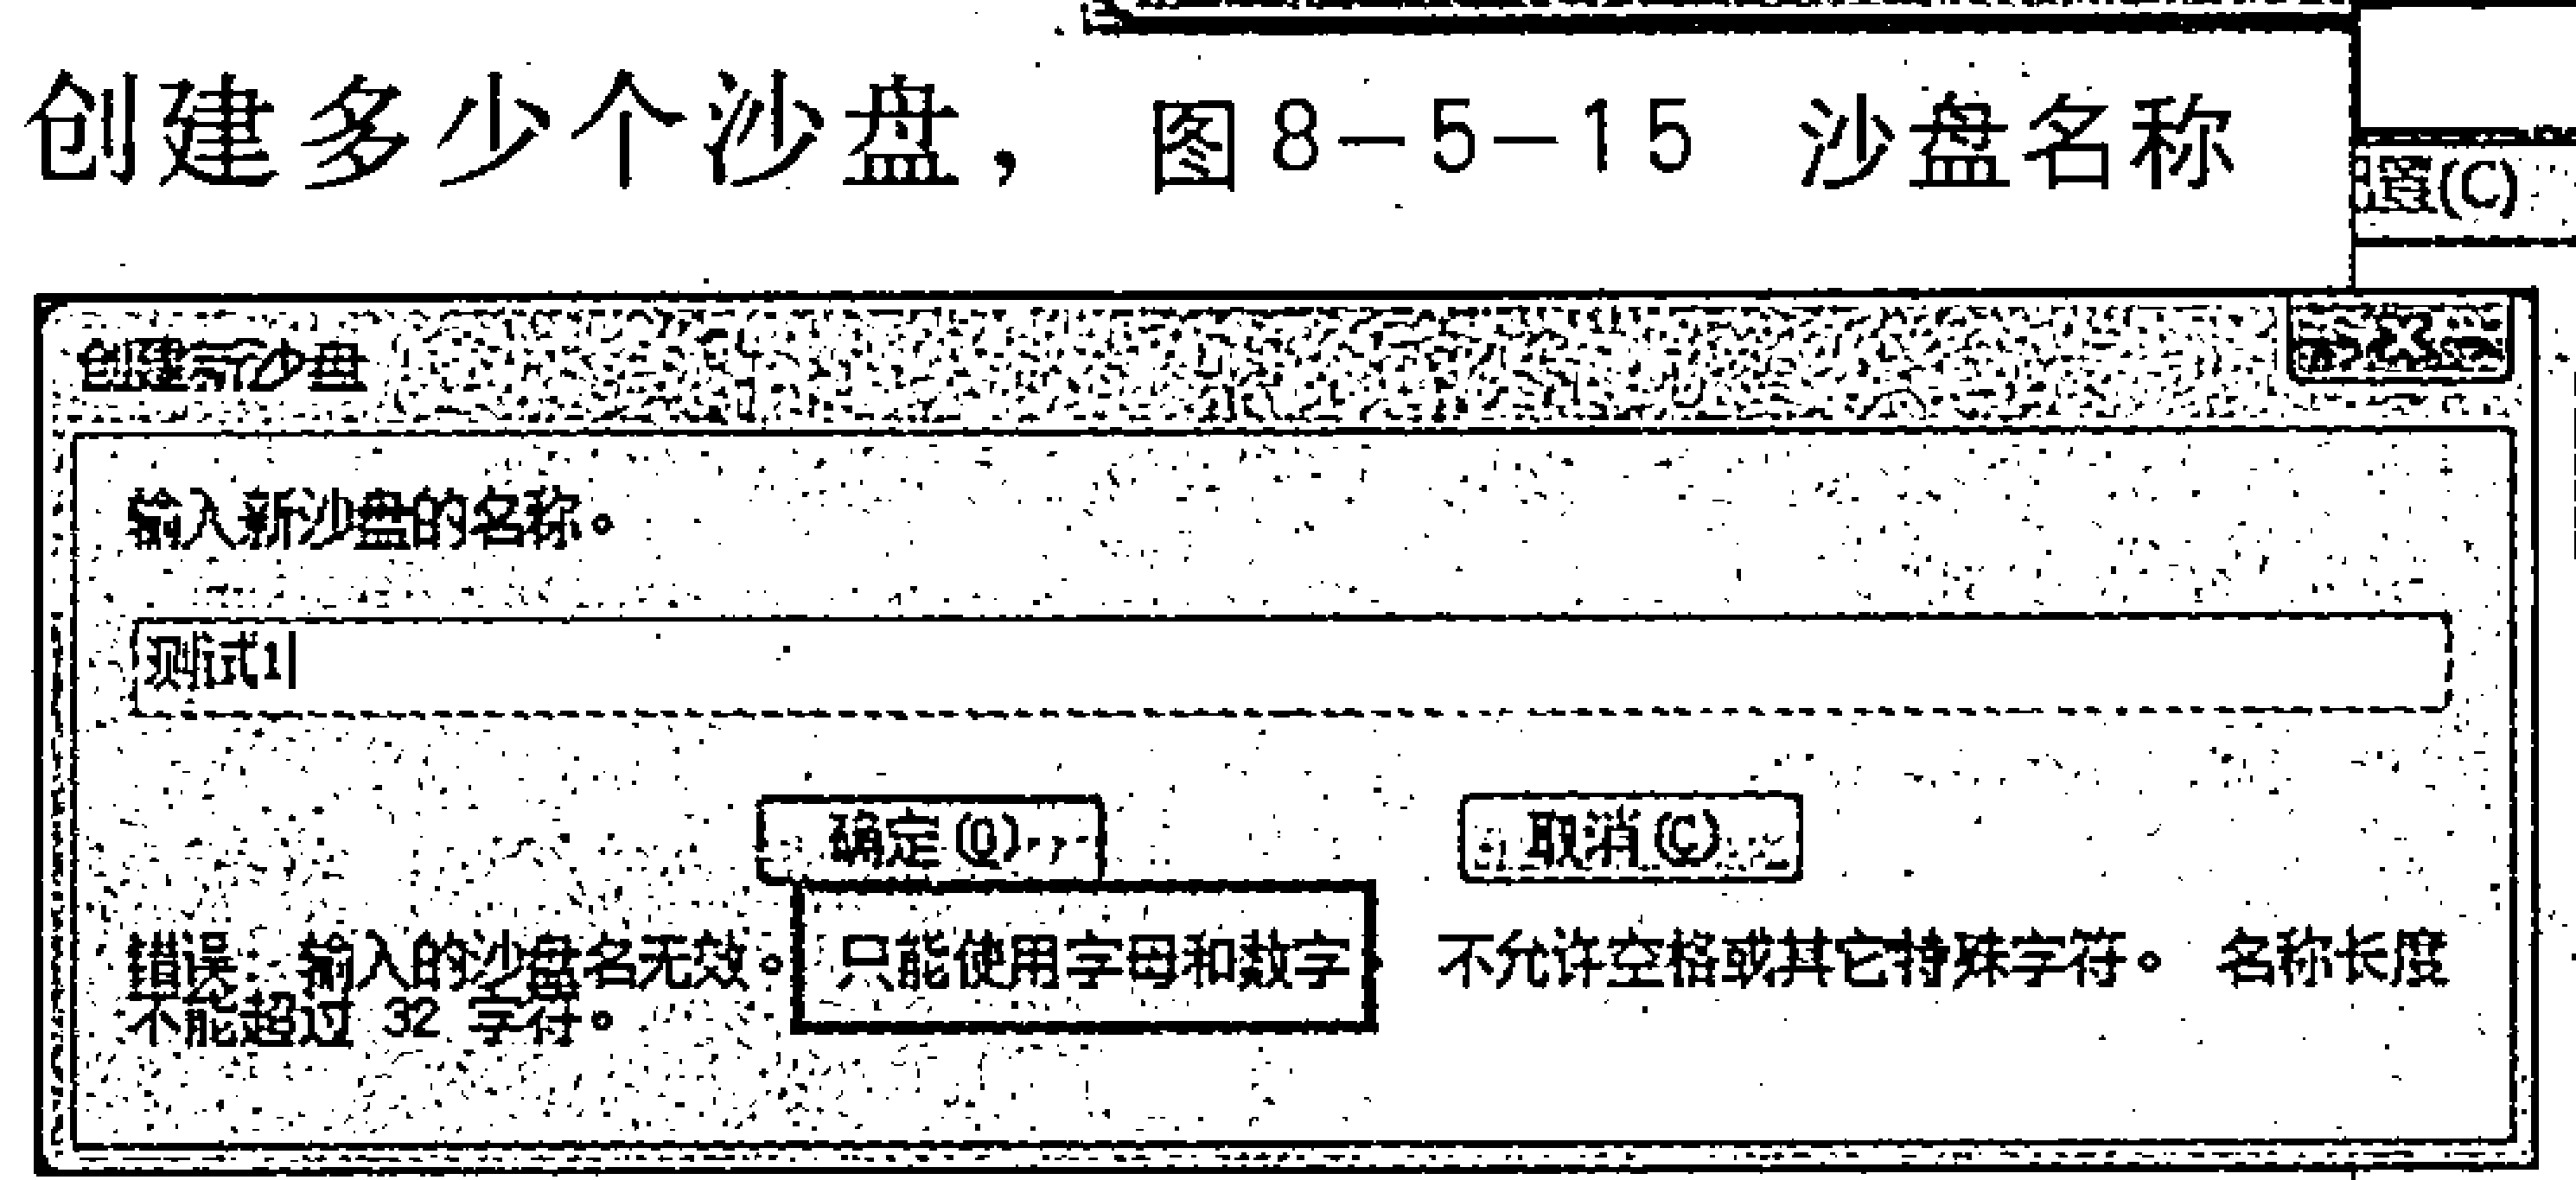 创建多少个沙盘，图8-5-15 沙盘名称
置(C)
创建新沙盘
输入新沙盘的名称。
测试1
确定(O) 取消(C)
错误：输入的沙盘名无效。只能使用字母和数字 不允许空格或其它特殊字符。 名称长度
不能超过 32 字符。